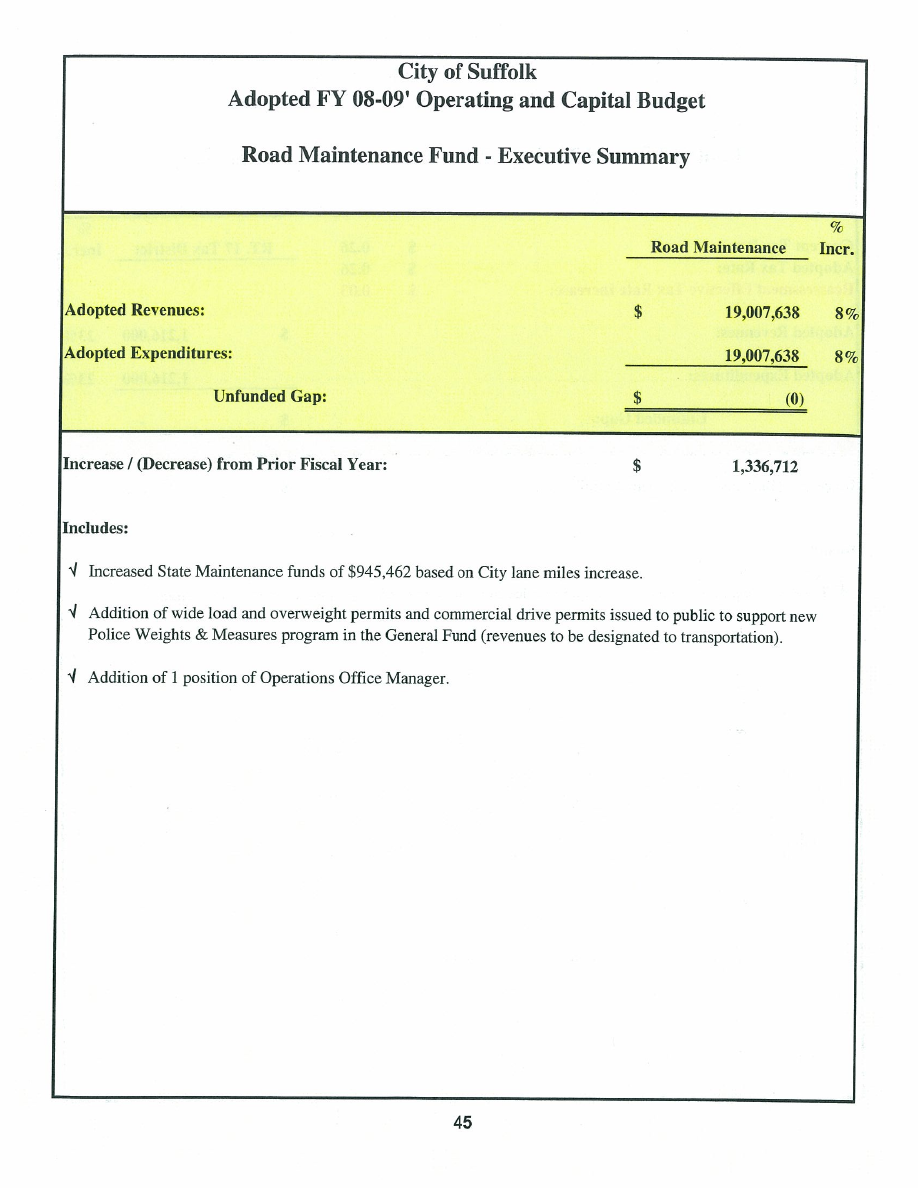 City of Suffolk
Adopted FY 08-09' Operating and Capital Budget
Road Maintenance Fund - Executive Summary
%
Road Maintenance Incr.
Adopted Revenues: $ 19,007,638 8%
Adopted Expenditures: 19,007,638 8%
Unfunded Gap: $ (0)
Increase / (Decrease) from Prior Fiscal Year: $ 1,336,712
Includes:
√ Increased State Maintenance funds of $945,462 based on City lane miles increase.
√ Addition of wide load and overweight permits and commercial drive permits issued to public to support new
Police Weights & Measures program in the General Fund (revenues to be designated to transportation).
√ Addition of 1 position of Operations Office Manager.
45